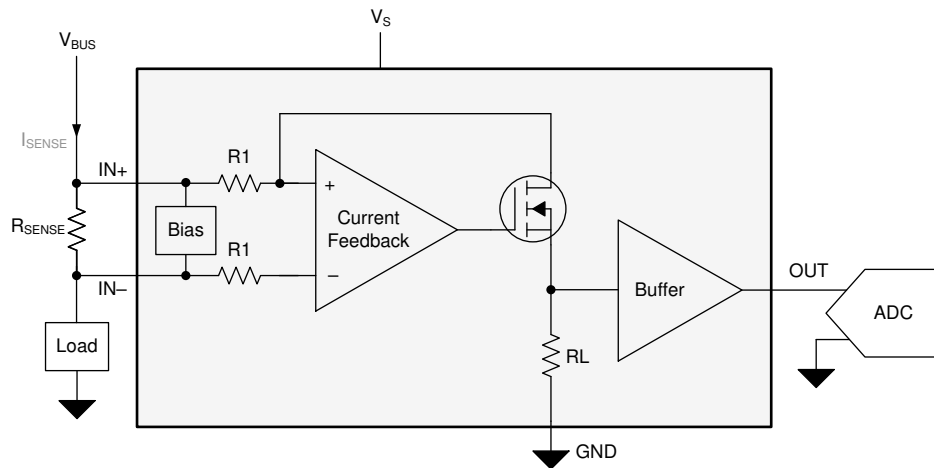 VS
VBUS
ISENSE
IN+
R1
+
RSENSE
Bias
Current
Feedback
R1
−
IN−
Buffer
OUT
ADC
Load
RL
GND